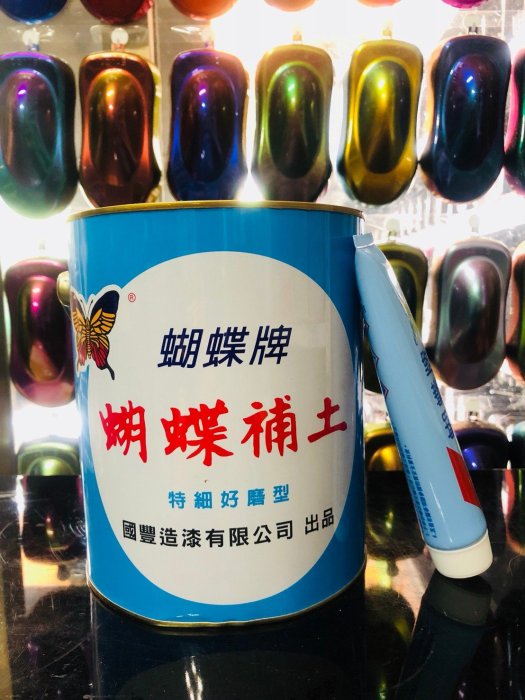 ®
蝴蝶牌
蝴蝶補土
特細好磨型
國豐造漆有限公司 出品